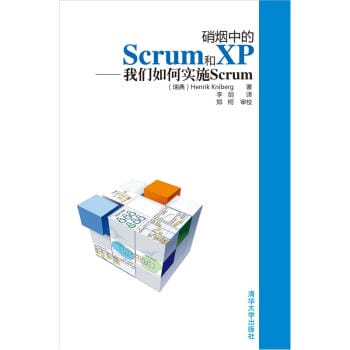 硝烟中的
Scrum和XP
——我们如何实施Scrum
（瑞典）Henrik Kniberg 著
李 剑 译
郑 柯 审校
清华大学出版社